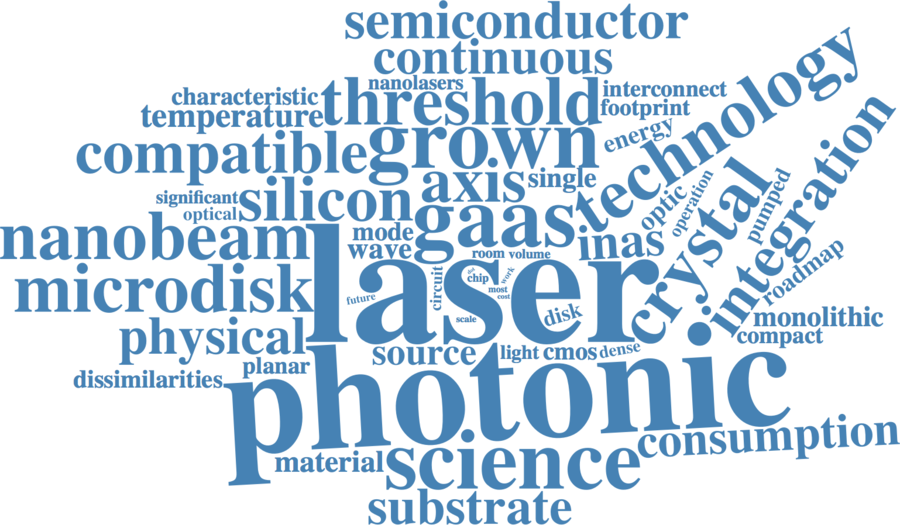 semiconductor
continuous
nanolasers
characteristic
threshold
interconnect
temperature
footprint
technology
energy
compatible
grown
axis
single
integration
significant
silicon
optical
gaas
optic
operation
crystal
pumped
nanobeam
mode
wave
inas
room
volume
roadmap
microdisk
laser
circuit
chip
work
most
cost
future
scale
disk
monolithic
compact
physical
source
light
cmos
dense
planar
dissimilarities
photonic
consumption
material
science
substrate